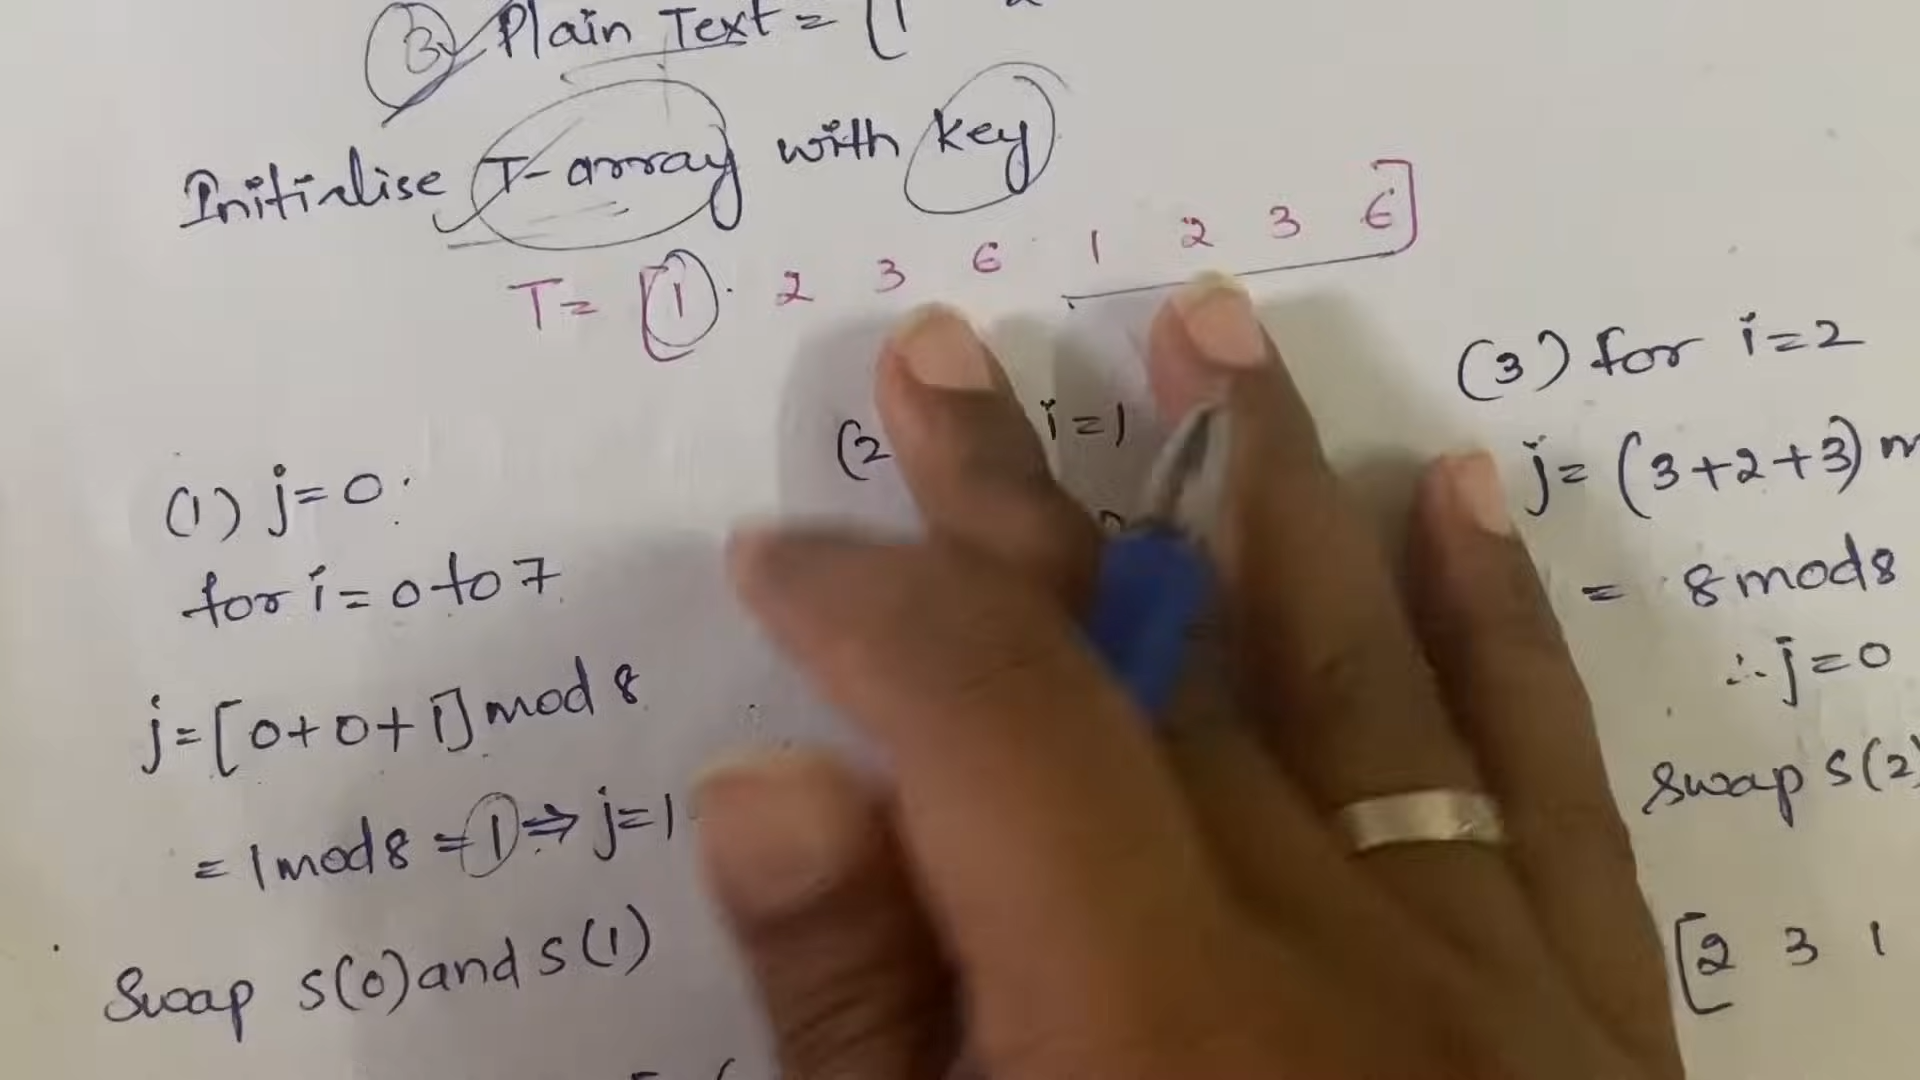 3 Plain Text = [1
Initialise T-array with key
T = [1 2 3 6 1 2 3 6]
(1) j=0
for i=0 to 7
j=[0+0+1] mod 8
= 1 mod 8 = 1 ⇒ j=1
Swap S(0) and S(1)
(2 i=1
(3) for i=2
j= (3+2+3) m
= 8 mod 8
∴ j=0
Swap S(2)
[2 3 1